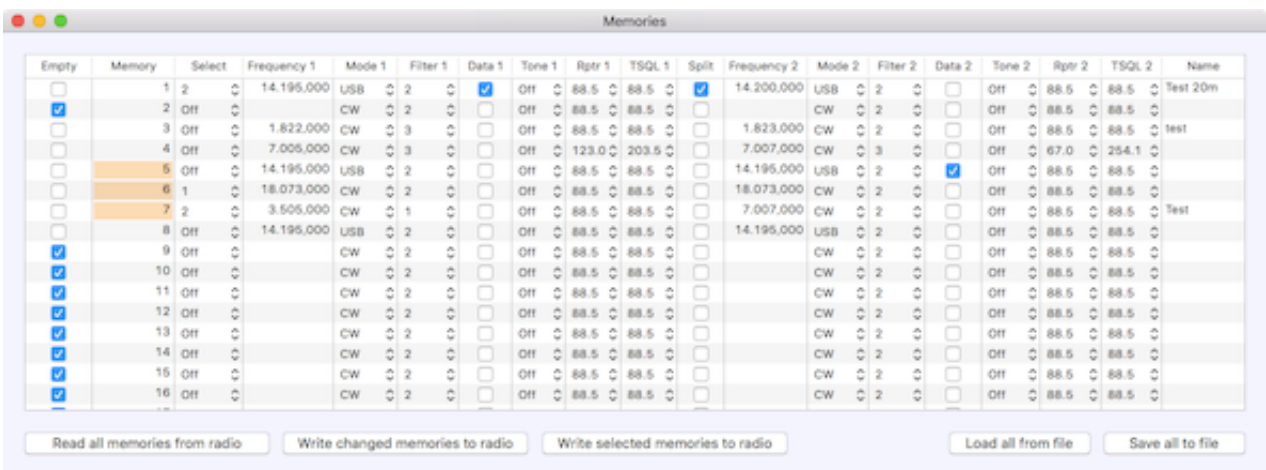 Memories
Empty Memory Select Frequency 1 Mode 1 Filter 1 Data 1 Tone 1 Rptr 1 TSQL 1 Split Frequency 2 Mode 2 Filter 2 Data 2 Tone 2 Rptr 2 TSQL 2 Name
1 2 14.195,000 USB 2 Off 88.5 88.5 14.200,000 USB 2 Off 88.5 88.5 Test 20m
2 Off CW 2 Off 88.5 88.5 CW 2 Off 88.5 88.5
3 Off 1.822,000 CW 3 Off 88.5 88.5 1.823,000 CW 2 Off 88.5 88.5 test
4 Off 7.005,000 CW 3 Off 123.0 203.5 7.007,000 CW 3 Off 67.0 254.1
5 Off 14.195,000 USB 2 Off 88.5 88.5 14.195,000 USB 2 Off 88.5 88.5
6 1 18.073,000 CW 2 Off 88.5 88.5 18.073,000 CW 2 Off 88.5 88.5
7 2 3.505,000 CW 1 Off 88.5 88.5 7.007,000 CW 2 Off 88.5 88.5 Test
8 Off 14.195,000 USB 2 Off 88.5 88.5 14.195,000 USB 2 Off 88.5 88.5
9 Off CW 2 Off 88.5 88.5 CW 2 Off 88.5 88.5
10 Off CW 2 Off 88.5 88.5 CW 2 Off 88.5 88.5
11 Off CW 2 Off 88.5 88.5 CW 2 Off 88.5 88.5
12 Off CW 2 Off 88.5 88.5 CW 2 Off 88.5 88.5
13 Off CW 2 Off 88.5 88.5 CW 2 Off 88.5 88.5
14 Off CW 2 Off 88.5 88.5 CW 2 Off 88.5 88.5
15 Off CW 2 Off 88.5 88.5 CW 2 Off 88.5 88.5
16 Off CW 2 Off 88.5 88.5 CW 2 Off 88.5 88.5
Read all memories from radio Write changed memories to radio Write selected memories to radio Load all from file Save all to file